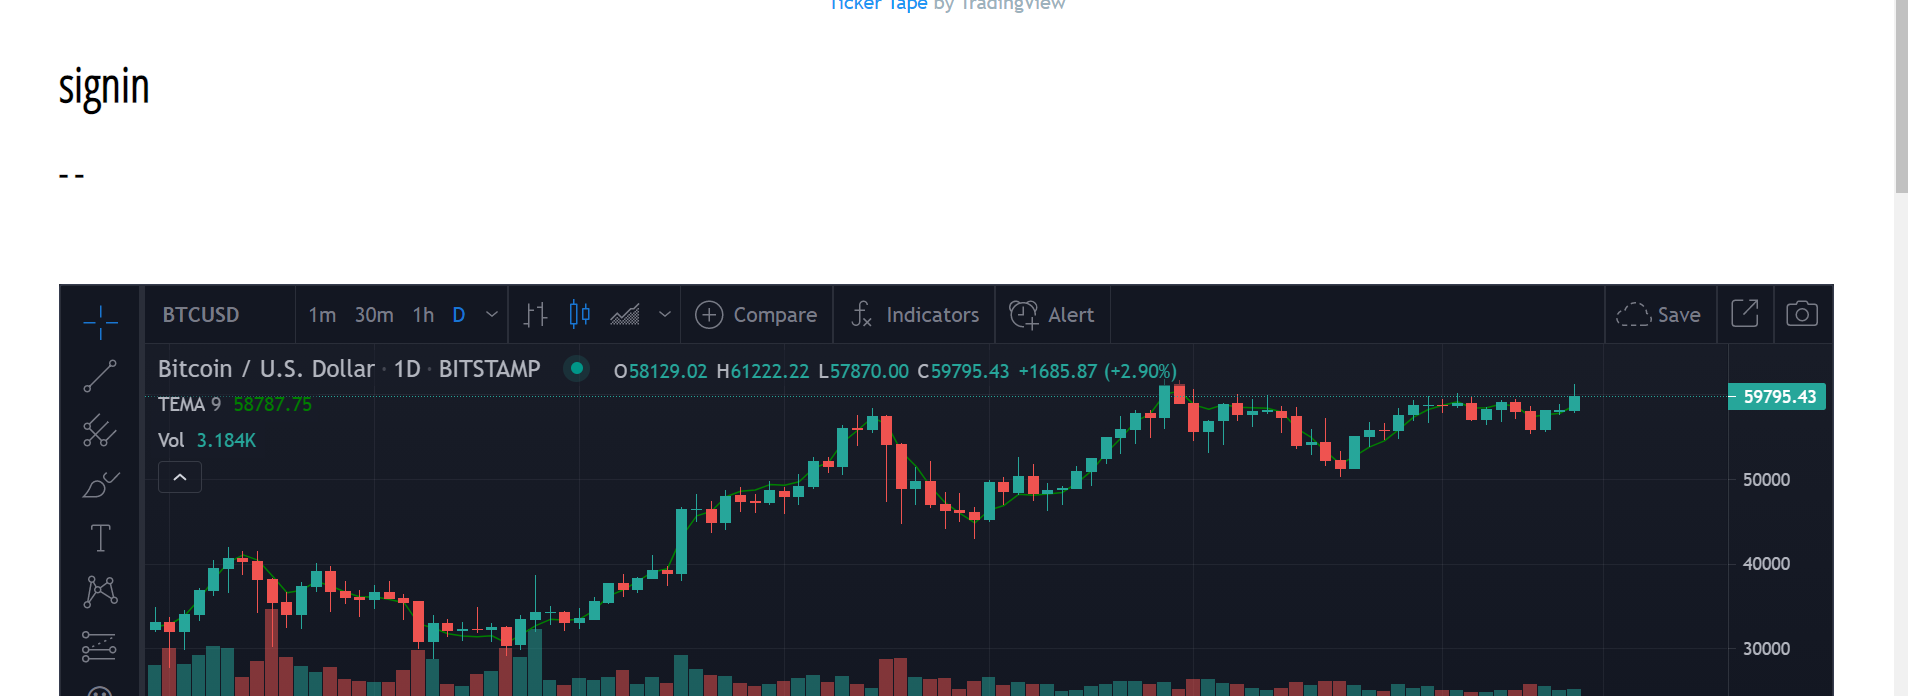 Ticker Tape by TradingView
signin
--
BTCUSD 1m 30m 1h D Compare Indicators Alert Save
Bitcoin / U.S. Dollar · 1D · BITSTAMP O58129.02 H61222.22 L57870.00 C59795.43 +1685.87 (+2.90%)
59795.43
TEMA 9 58787.75
Vol 3.184K
50000
40000
30000